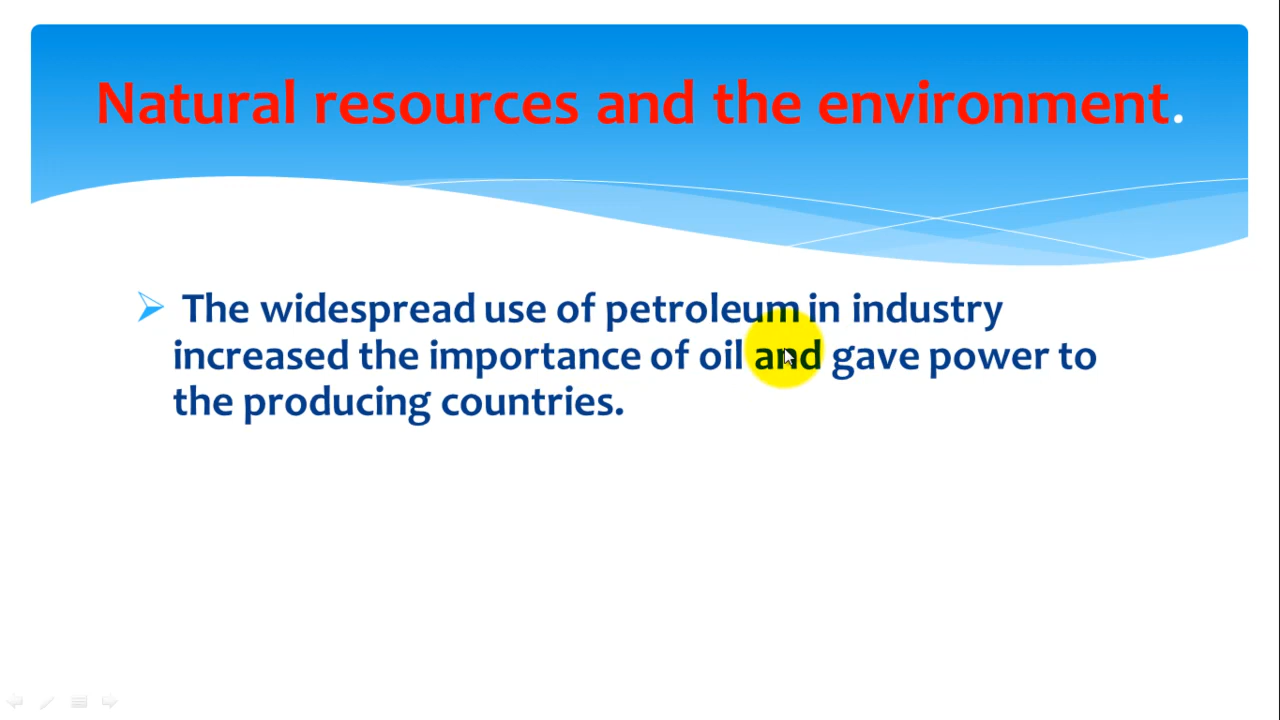 Natural resources and the environment.
The widespread use of petroleum in industry
increased the importance of oil and gave power to
the producing countries.